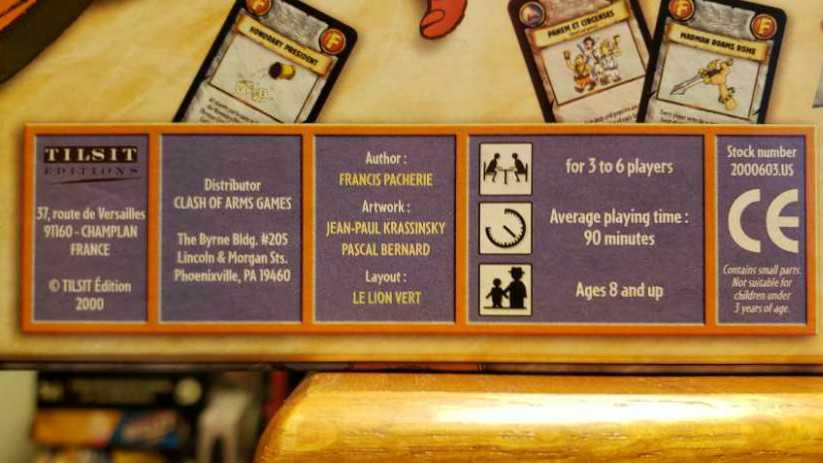 HONORARY PRESIDENT
F
PANEM ET CIRCENSES
MADMAN ROAMS ROME
F
TILSIT
EDITIONS
37, route de Versailles
91160 - CHAMPLAN
FRANCE
© TILSIT Édition
2000
Distributor
CLASH OF ARMS GAMES
The Byrne Bldg. #205
Lincoln & Morgan Sts.
Phoenixville, PA 19460
Author :
FRANCIS PACHERIE
Artwork :
JEAN-PAUL KRASSINSKY
PASCAL BERNARD
Layout :
LE LION VERT
for 3 to 6 players
Average playing time :
90 minutes
Ages 8 and up
Stock number
2000603.US
CE
Contains small parts.
Not suitable for
children under
3 years of age.